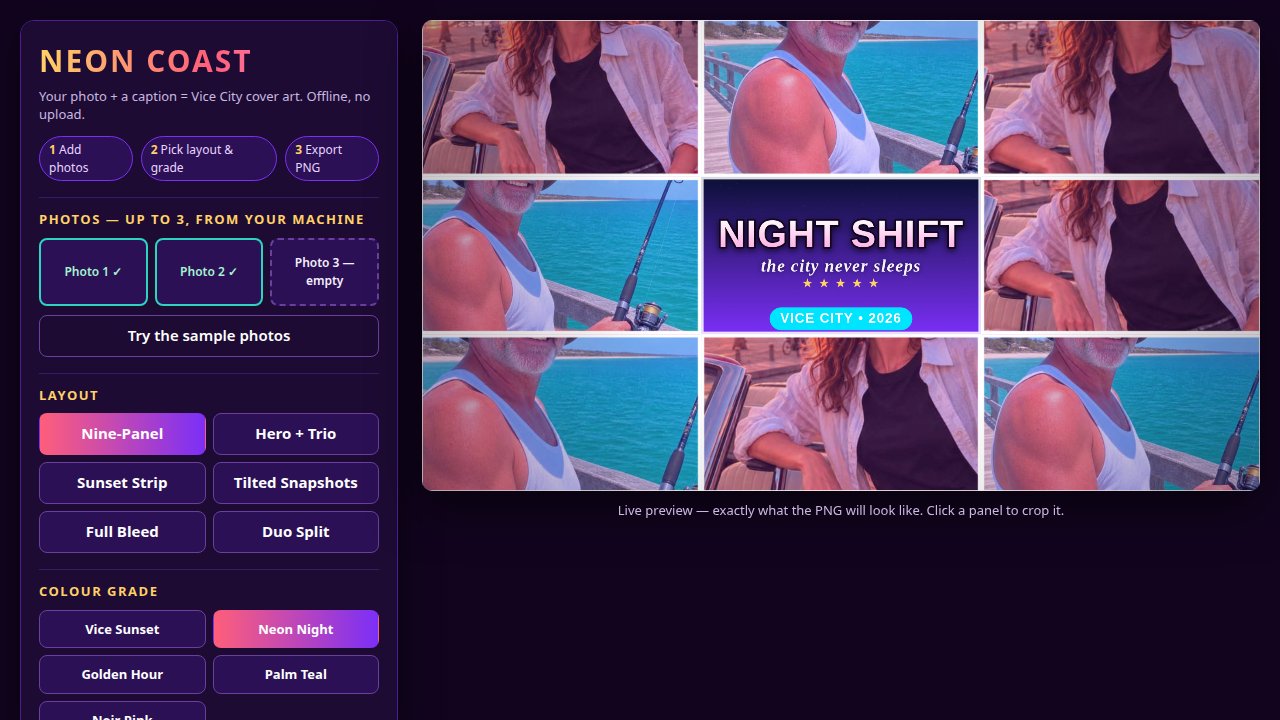 NEON COAST
Your photo + a caption = Vice City cover art. Offline, no
upload.
1 Add
photos
2 Pick layout &
grade
3 Export
PNG
PHOTOS — UP TO 3, FROM YOUR MACHINE
Photo 1 ✓
Photo 2 ✓
Photo 3 —
empty
Try the sample photos
LAYOUT
Nine-Panel
Hero + Trio
Sunset Strip
Tilted Snapshots
Full Bleed
Duo Split
COLOUR GRADE
Vice Sunset
Neon Night
Golden Hour
Palm Teal
Noir Pink
NIGHT SHIFT
the city never sleeps
★ ★ ★ ★ ★
VICE CITY • 2026
Live preview — exactly what the PNG will look like. Click a panel to crop it.